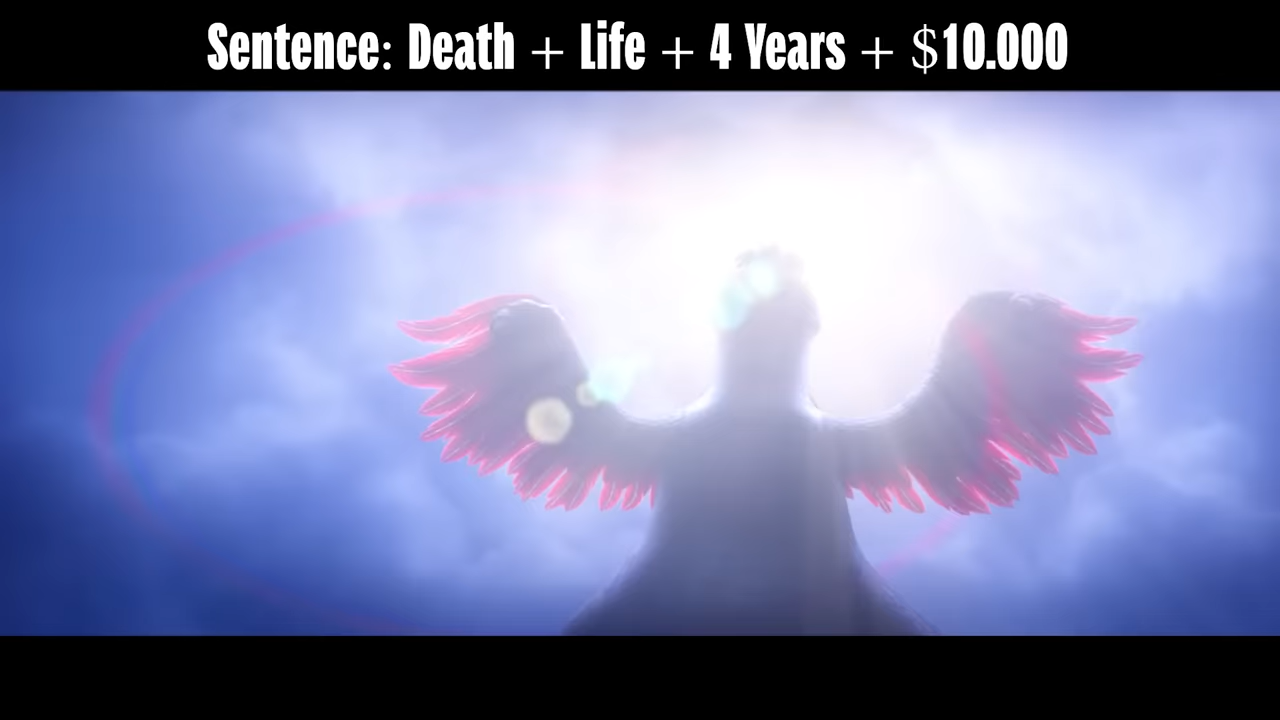 Sentence: Death + Life + 4 Years + $10.000